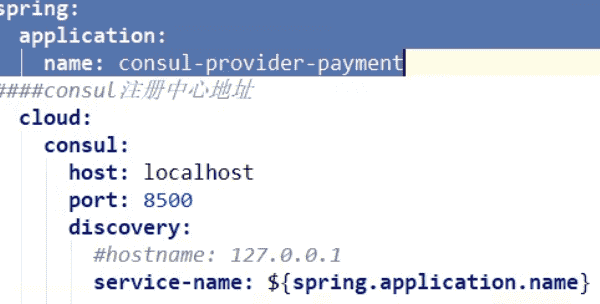 spring:
  application:
    name: consul-provider-payment
####consul注册中心地址
  cloud:
    consul:
      host: localhost
      port: 8500
      discovery:
        #hostname: 127.0.0.1
        service-name: ${spring.application.name}